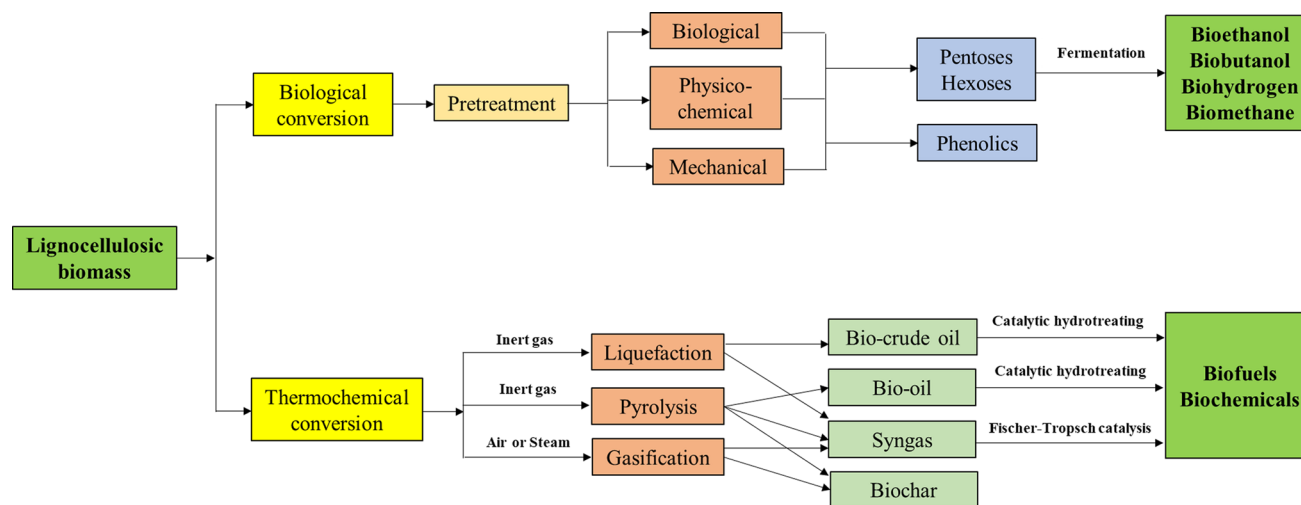 Lignocellulosic
biomass
Biological
conversion
Pretreatment
Biological
Physico-
chemical
Mechanical
Pentoses
Hexoses
Phenolics
Fermentation
Bioethanol
Biobutanol
Biohydrogen
Biomethane
Thermochemical
conversion
Inert gas
Inert gas
Air or Steam
Liquefaction
Pyrolysis
Gasification
Bio-crude oil
Bio-oil
Syngas
Biochar
Catalytic hydrotreating
Catalytic hydrotreating
Fischer-Tropsch catalysis
Biofuels
Biochemicals